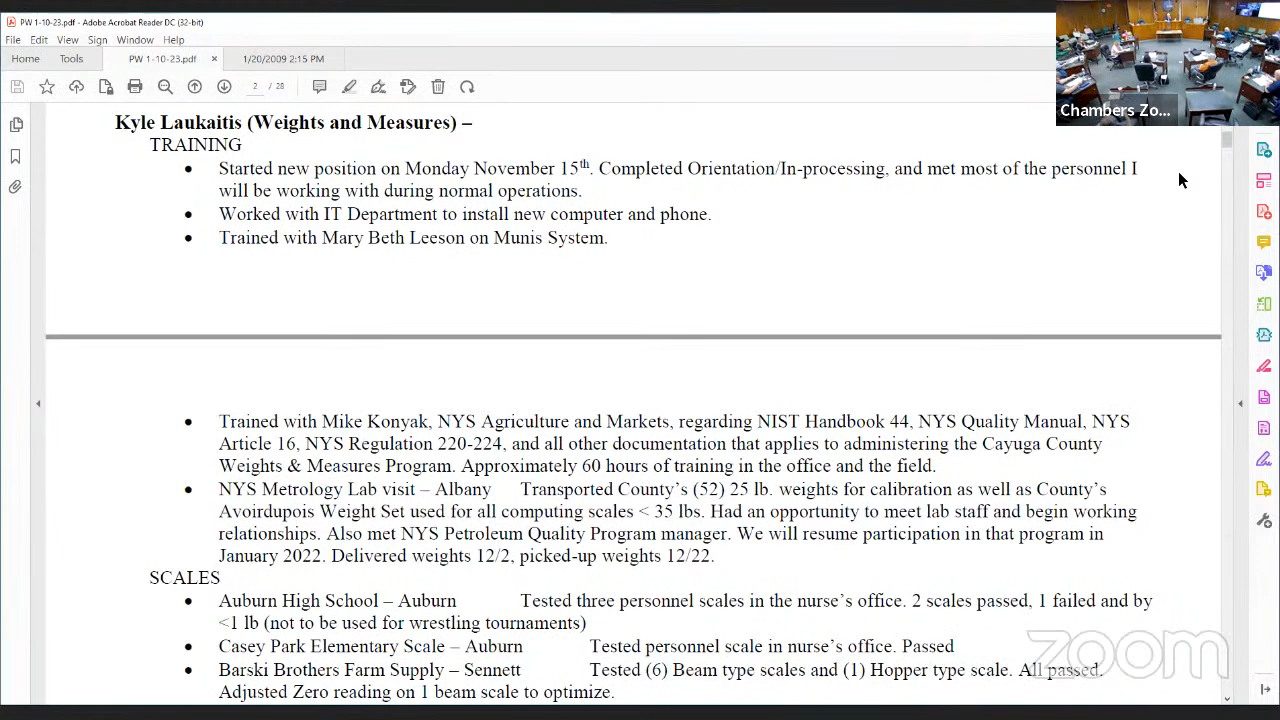 PW 1-10-23.pdf - Adobe Acrobat Reader DC (32-bit)
File Edit View Sign Window Help
Home Tools PW 1-10-23.pdf × 1/20/2009 2:15 PM
2 / 28
Chambers Zo...
Kyle Laukaitis (Weights and Measures) –
TRAINING
• Started new position on Monday November 15th. Completed Orientation/In-processing, and met most of the personnel I
will be working with during normal operations.
• Worked with IT Department to install new computer and phone.
• Trained with Mary Beth Leeson on Munis System.
• Trained with Mike Konyak, NYS Agriculture and Markets, regarding NIST Handbook 44, NYS Quality Manual, NYS
Article 16, NYS Regulation 220-224, and all other documentation that applies to administering the Cayuga County
Weights & Measures Program. Approximately 60 hours of training in the office and the field.
• NYS Metrology Lab visit – Albany Transported County's (52) 25 lb. weights for calibration as well as County's
Avoirdupois Weight Set used for all computing scales < 35 lbs. Had an opportunity to meet lab staff and begin working
relationships. Also met NYS Petroleum Quality Program manager. We will resume participation in that program in
January 2022. Delivered weights 12/2, picked-up weights 12/22.
SCALES
• Auburn High School – Auburn Tested three personnel scales in the nurse's office. 2 scales passed, 1 failed and by
<1 lb (not to be used for wrestling tournaments)
• Casey Park Elementary Scale – Auburn Tested personnel scale in nurse's office. Passed
• Barski Brothers Farm Supply – Sennett Tested (6) Beam type scales and (1) Hopper type scale. All passed.
Adjusted Zero reading on 1 beam scale to optimize.
zoom